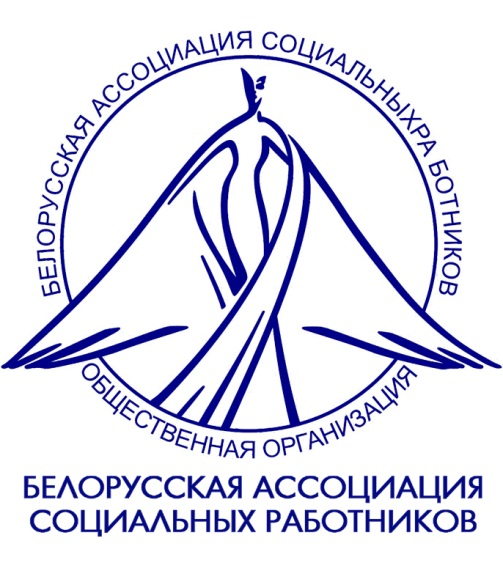 БЕЛОРУССКАЯ АССОЦИАЦИЯ СОЦИАЛЬНЫХРА БОТНИКОВ
ОБЩЕСТВЕННАЯ ОРГАНИЗАЦИЯ
БЕЛОРУССКАЯ АССОЦИАЦИЯ
СОЦИАЛЬНЫХ РАБОТНИКОВ